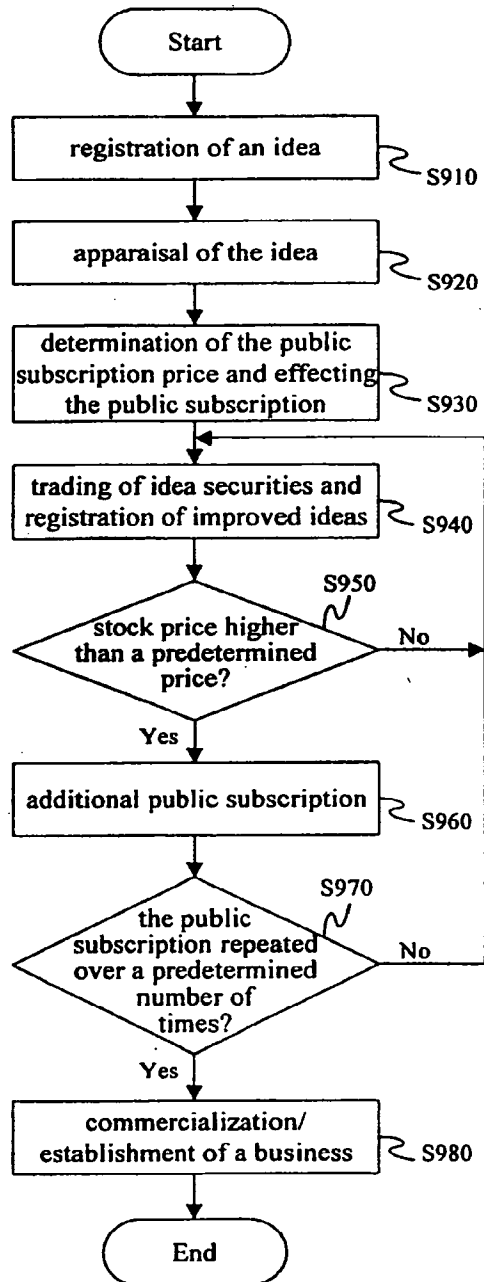 Start
registration of an idea
S910
apparaisal of the idea
S920
determination of the public
subscription price and effecting
the public subscription
S930
trading of idea securities and
registration of improved ideas
S940
S950
stock price higher
than a predetermined
price?
No
Yes
additional public subscription
S960
S970
the public
subscription repeated
over a predetermined
number of
times?
No
Yes
commercialization/
establishment of a business
S980
End